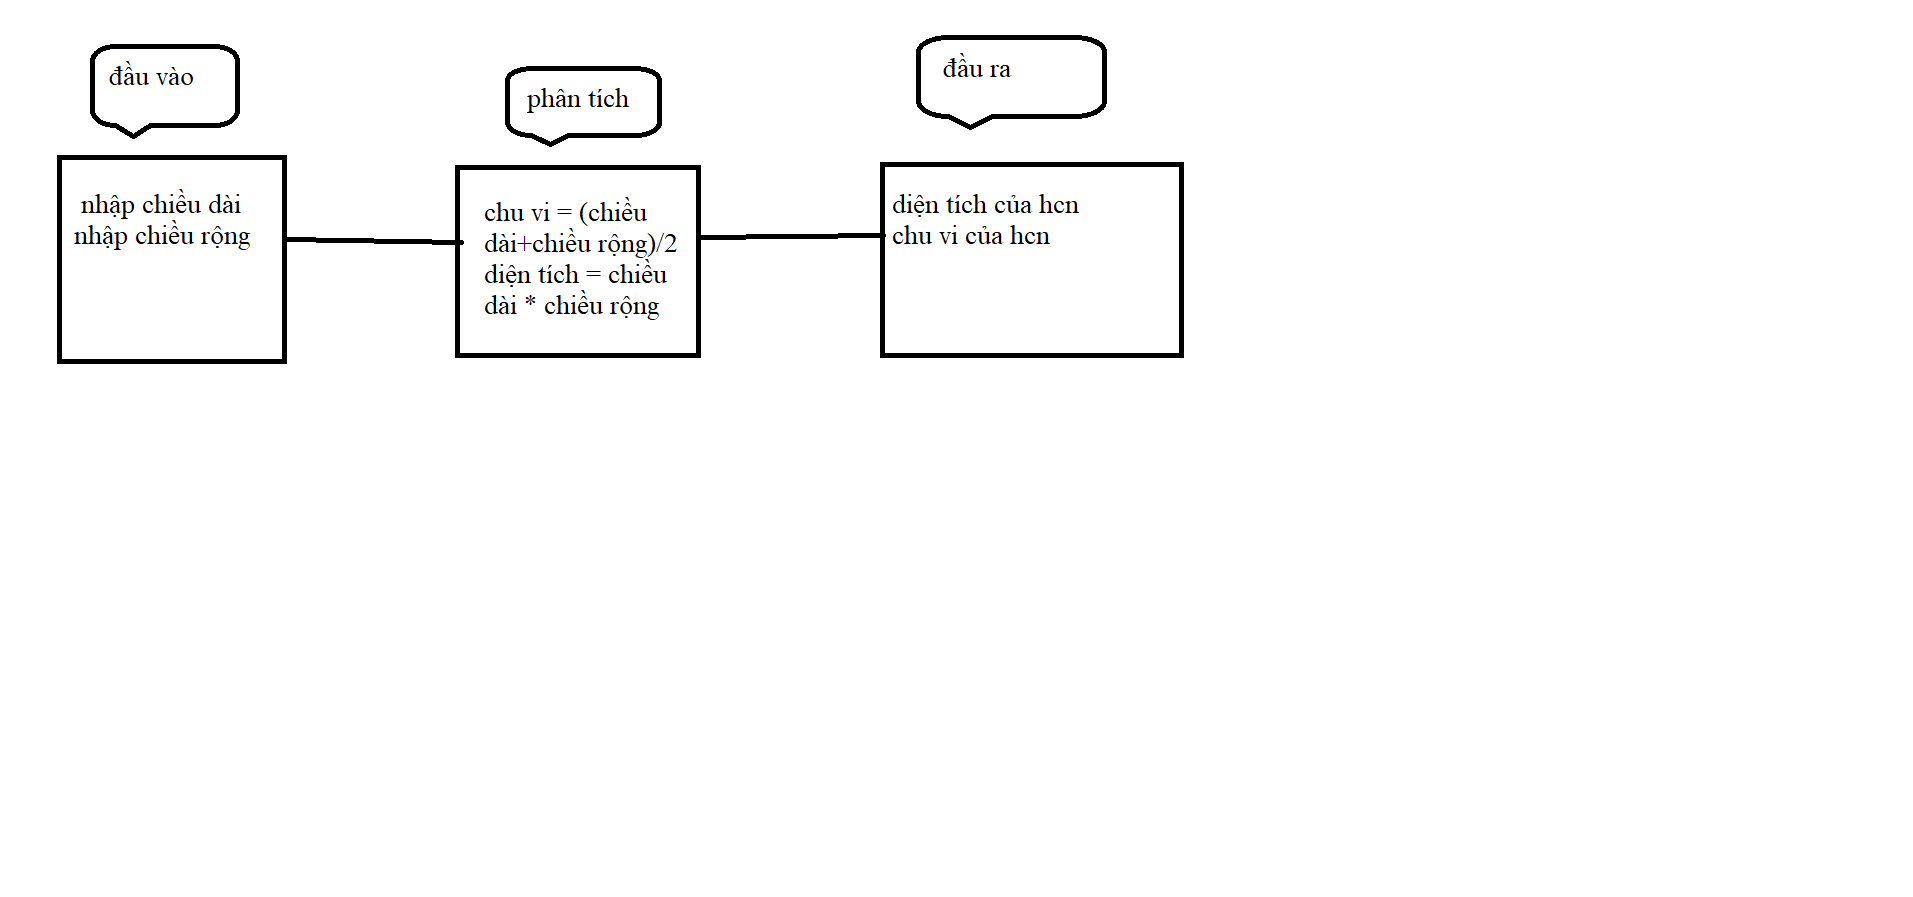 đầu vào
phân tích
đầu ra
nhập chiều dài
nhập chiều rộng
chu vi = (chiều
dài+chiều rộng)/2
diện tích = chiều
dài * chiều rộng
diện tích của hcn
chu vi của hcn